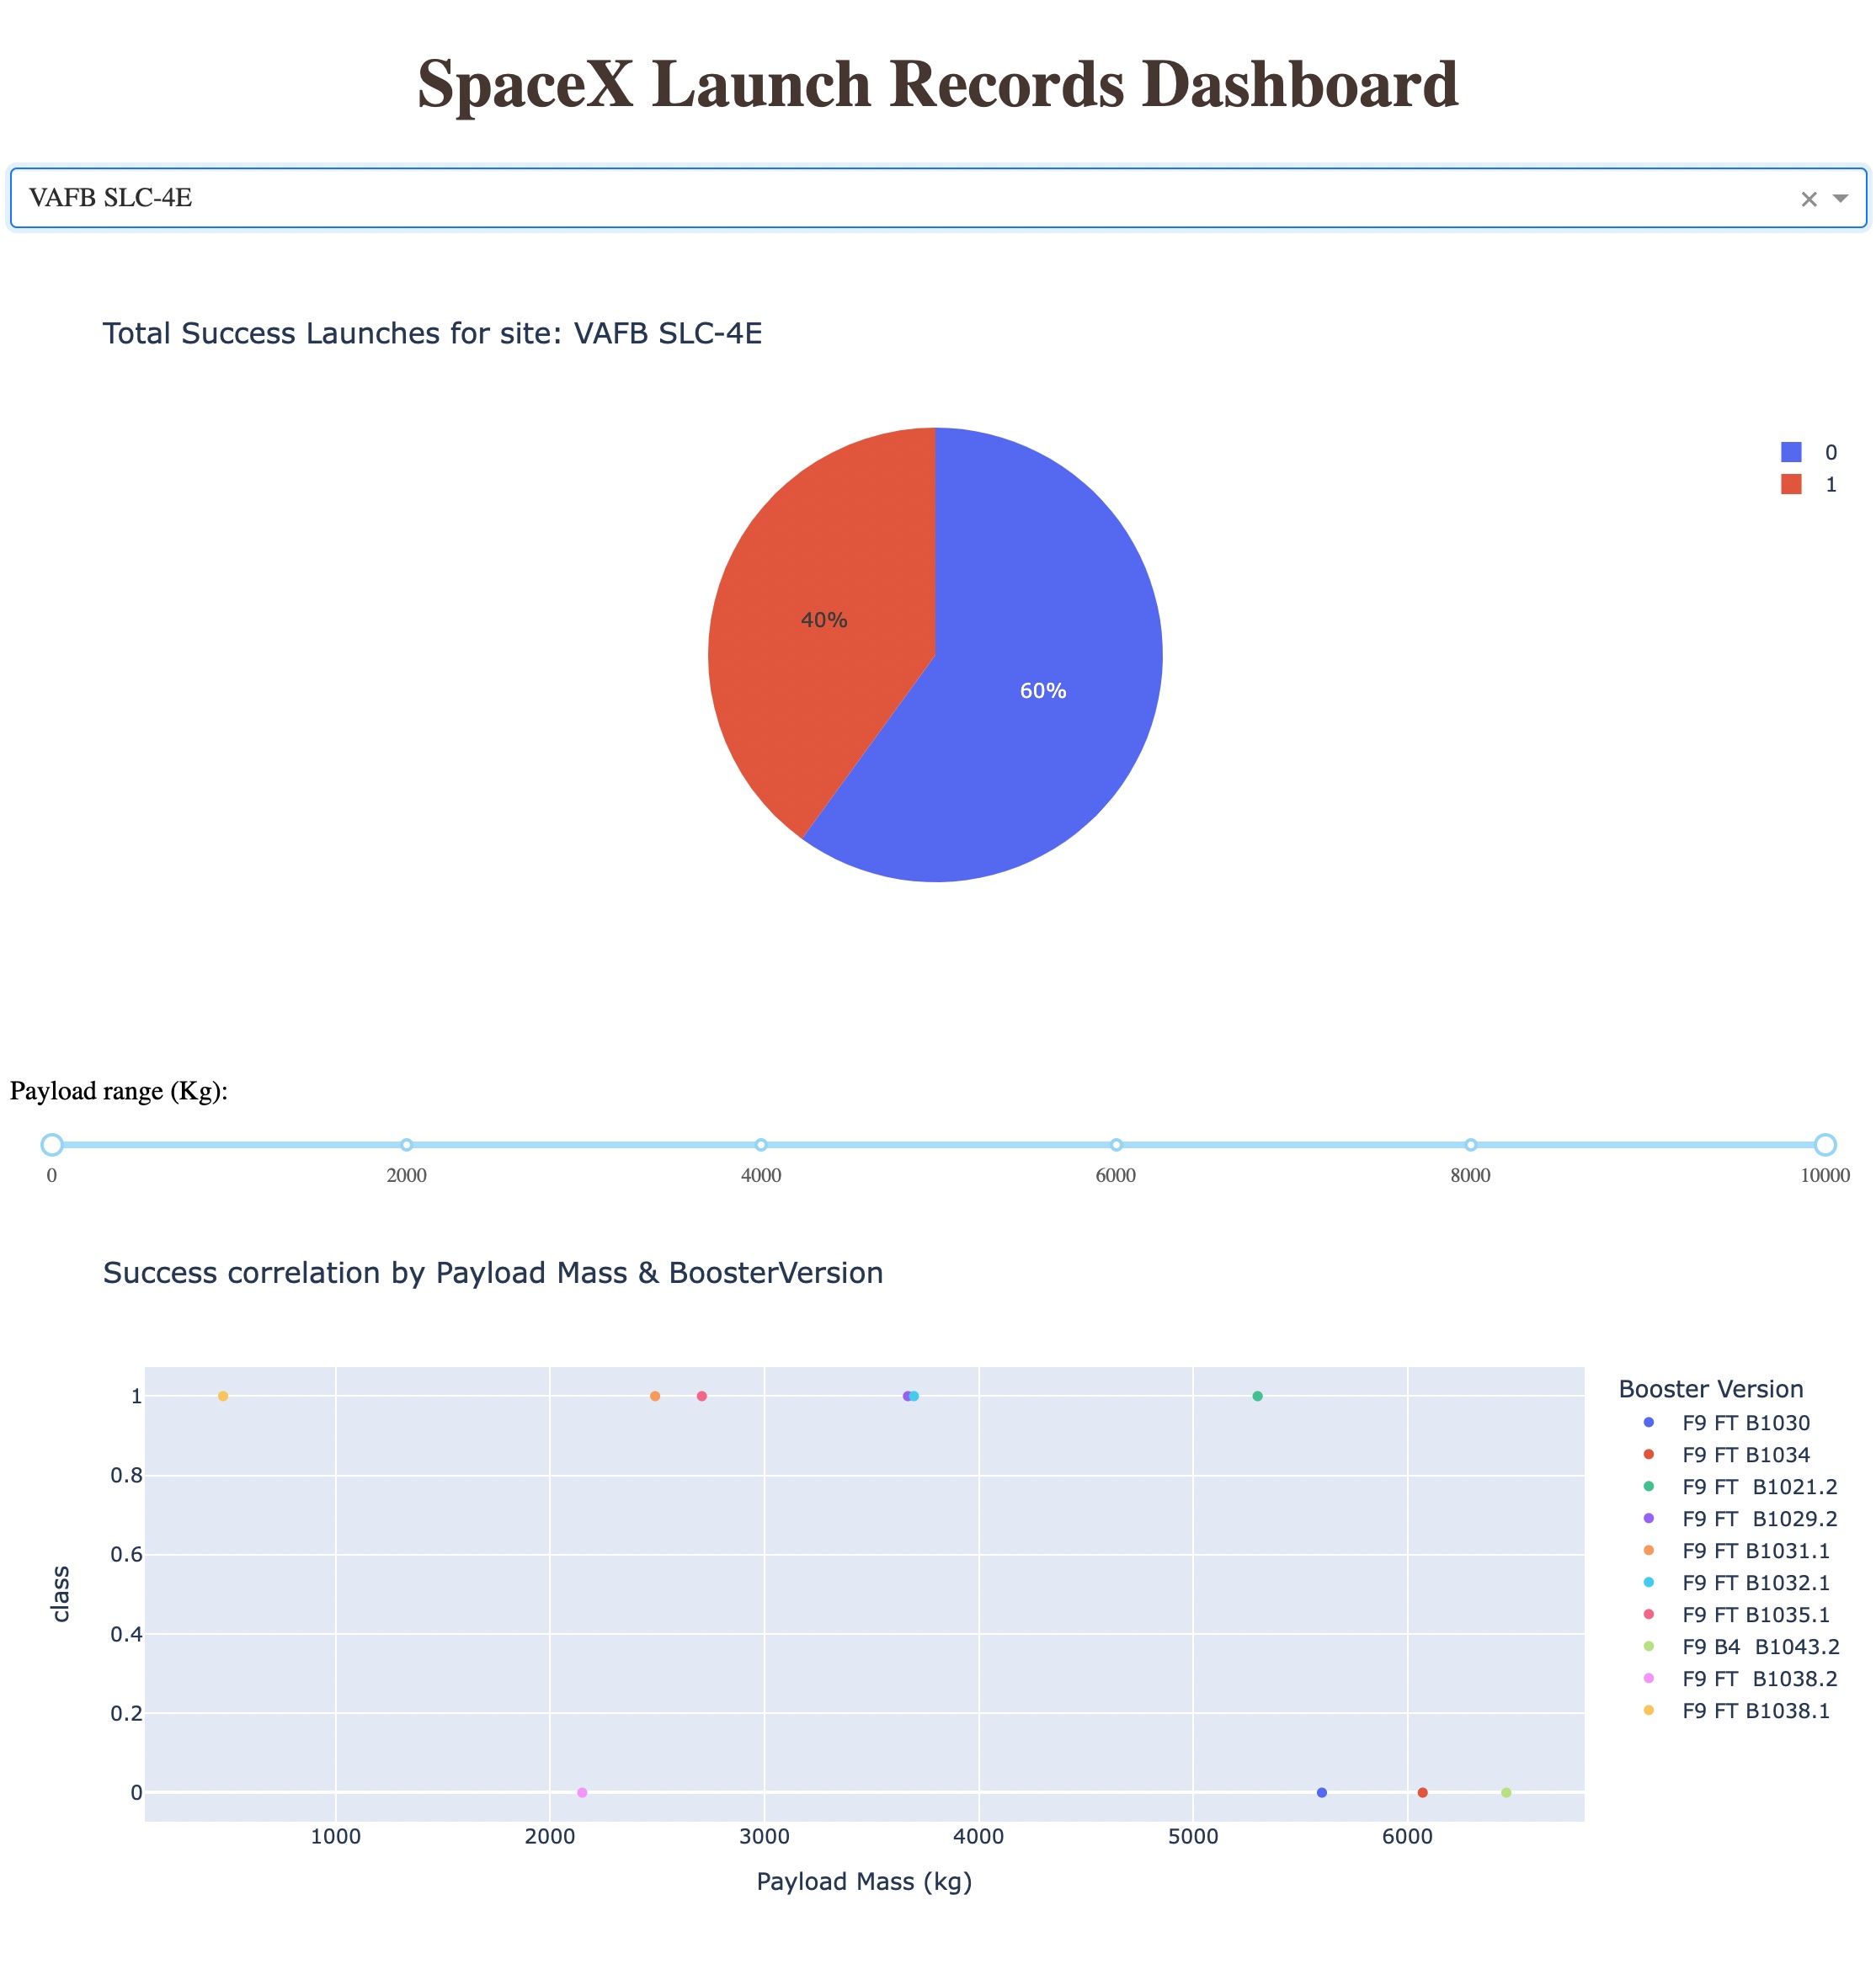 SpaceX Launch Records Dashboard
VAFB SLC-4E
Total Success Launches for site: VAFB SLC-4E
0
1
40%
60%
Payload range (Kg):
0 2000 4000 6000 8000 10000
Success correlation by Payload Mass & BoosterVersion
Booster Version
F9 FT B1030
F9 FT B1034
F9 FT  B1021.2
F9 FT  B1029.2
F9 FT B1031.1
F9 FT B1032.1
F9 FT B1035.1
F9 B4  B1043.2
F9 FT  B1038.2
F9 FT B1038.1
class
1
0.8
0.6
0.4
0.2
0
1000 2000 3000 4000 5000 6000
Payload Mass (kg)